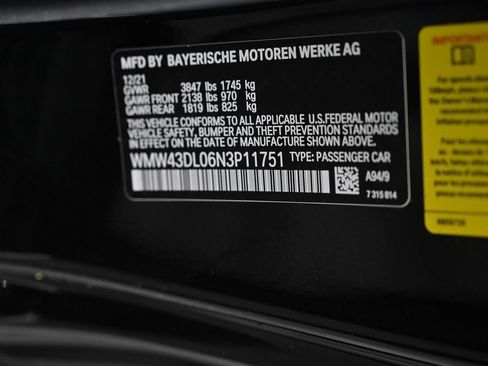 MFD BY BAYERISCHE MOTOREN WERKE AG
12/21
GVWR 3847 lbs 1745 kg
GAWR FRONT 2138 lbs 970 kg
GAWR REAR 1819 lbs 825 kg
THIS VEHICLE CONFORMS TO ALL APPLICABLE U.S.FEDERAL MOTOR
VEHICLE SAFETY, BUMPER AND THEFT PREVENTION STANDARDS
IN EFFECT ON THE DATE OF MANUFACTURE SHOWN ABOVE.
WMW43DL06N3P11751 TYPE: PASSENGER CAR
A94/9
7 315 814